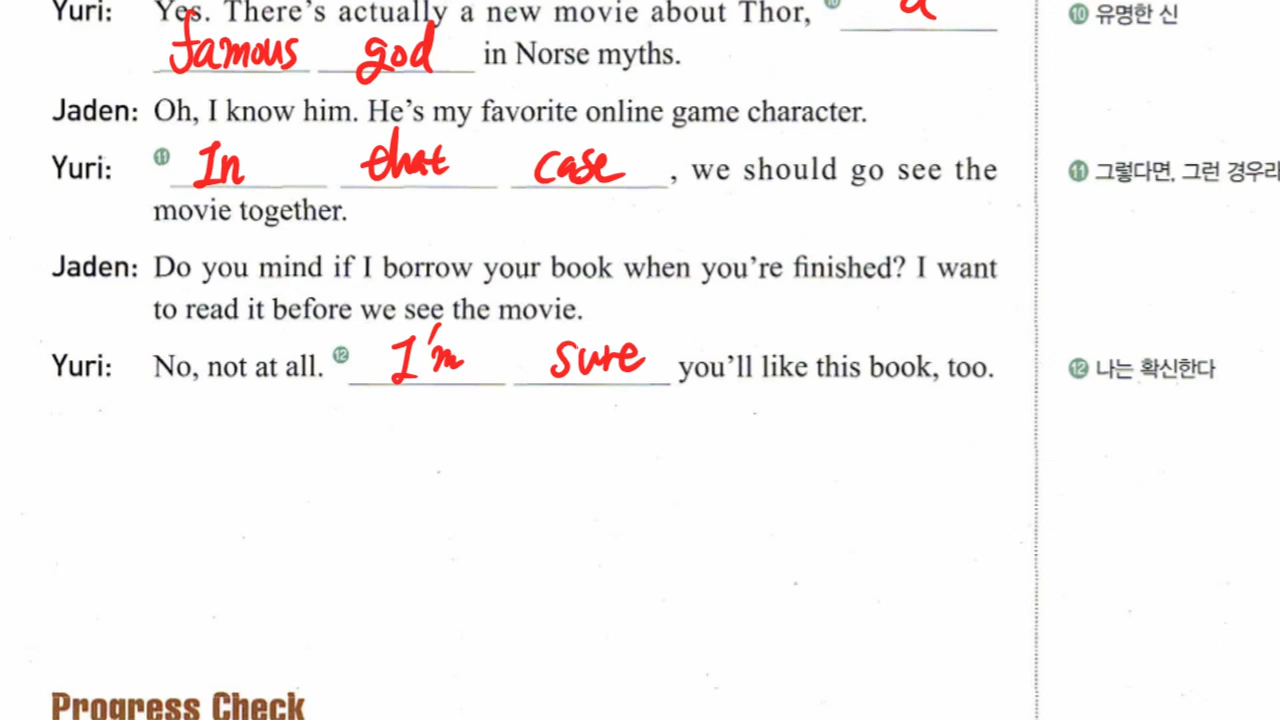 Yuri: Yes. There's actually a new movie about Thor, ⑩ a
famous god in Norse myths.
⑩ 유명한 신
Jaden: Oh, I know him. He's my favorite online game character.
Yuri: ⑪ In that case, we should go see the
movie together.
⑪ 그렇다면, 그런 경우라
Jaden: Do you mind if I borrow your book when you're finished? I want
to read it before we see the movie.
Yuri: No, not at all. ⑫ I'm sure you'll like this book, too.
⑫ 나는 확신한다
Progress Check